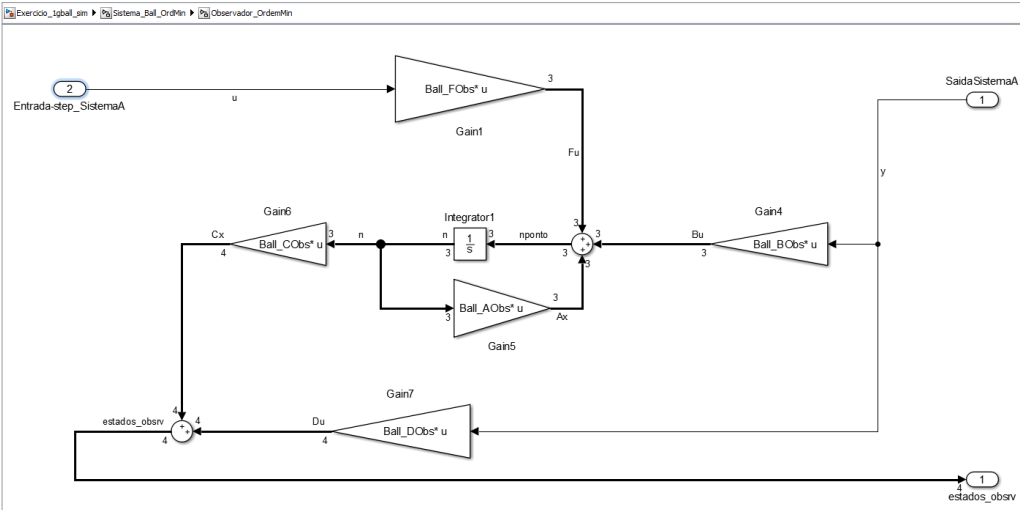 Exercicio_1gball_sim Sistema_Ball_OrdMin Observador_OrdemMin
2
Entrada-step_SistemaA
u
Ball_FObs* u
3
Gain1
Fu
SaidaSistemaA
1
y
Gain6
Cx
4
Ball_CObs* u
3
n
Integrator1
n
3
1
s
3
nponto
3
3
+
+
+
3
3
Bu
3
Gain4
Ball_BObs* u
3
Ball_AObs* u
3
Ax
Gain5
Gain7
estados_obsrv
4
4
+
+
4
Du
4
Ball_DObs* u
4
1
estados_obsrv